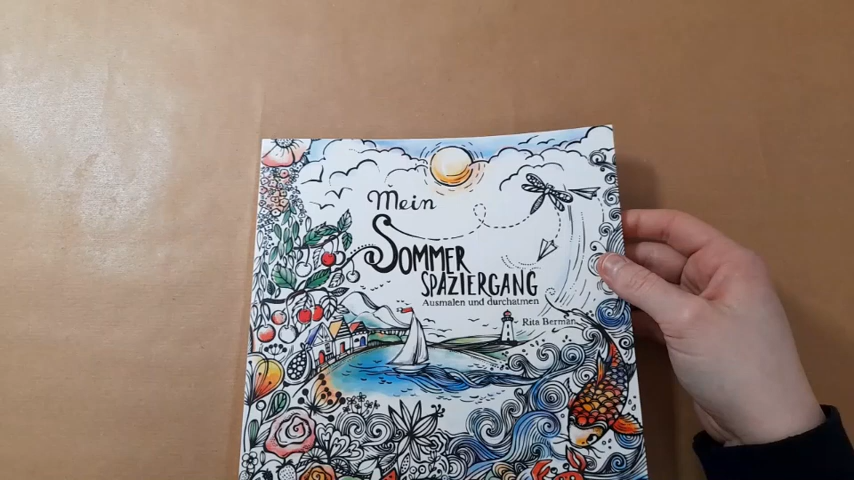 Mein
SOMMER
SPAZIERGANG
Ausmalen und durchatmen
Rita Berman